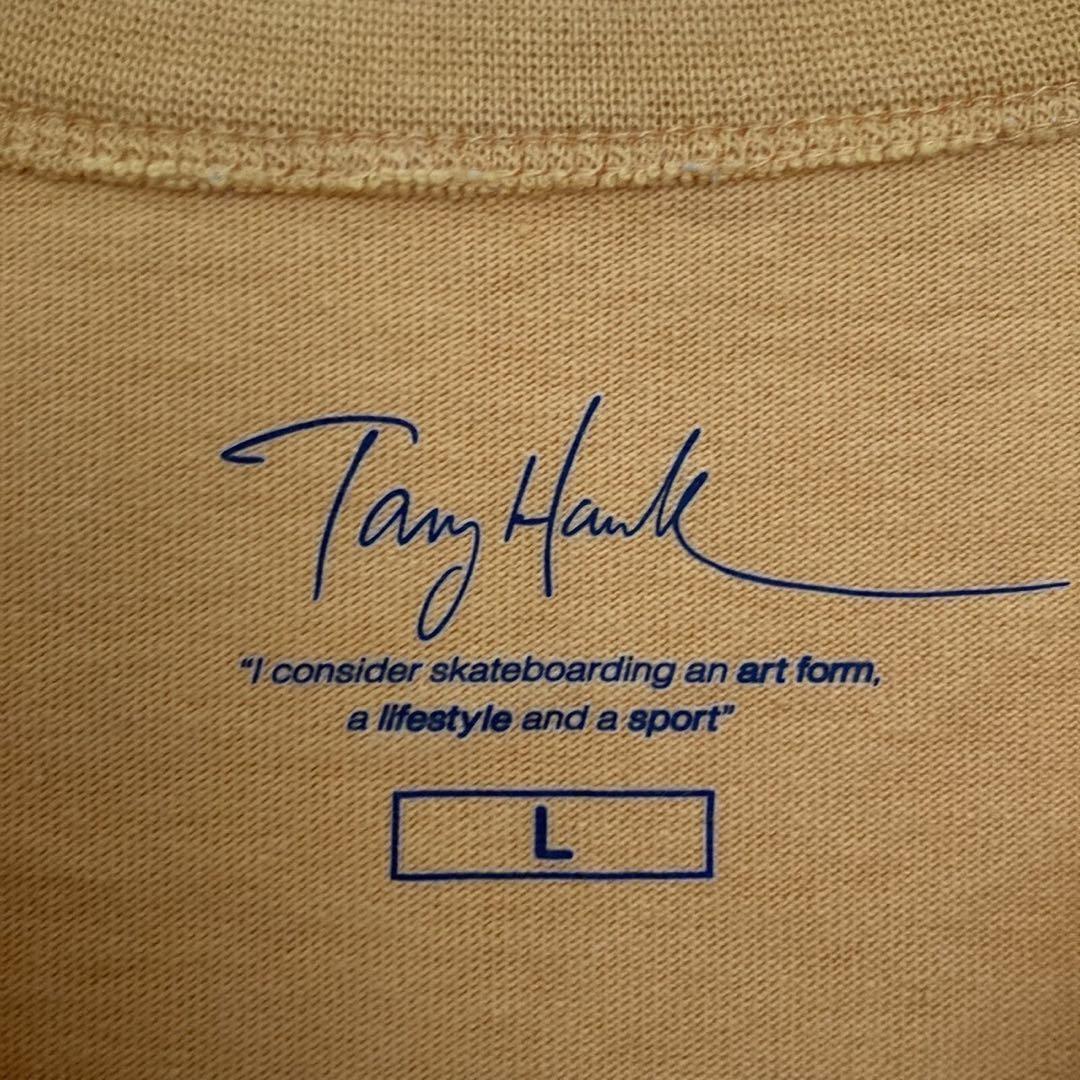 Tony Hawk
“I consider skateboarding an art form,
a lifestyle and a sport”
L